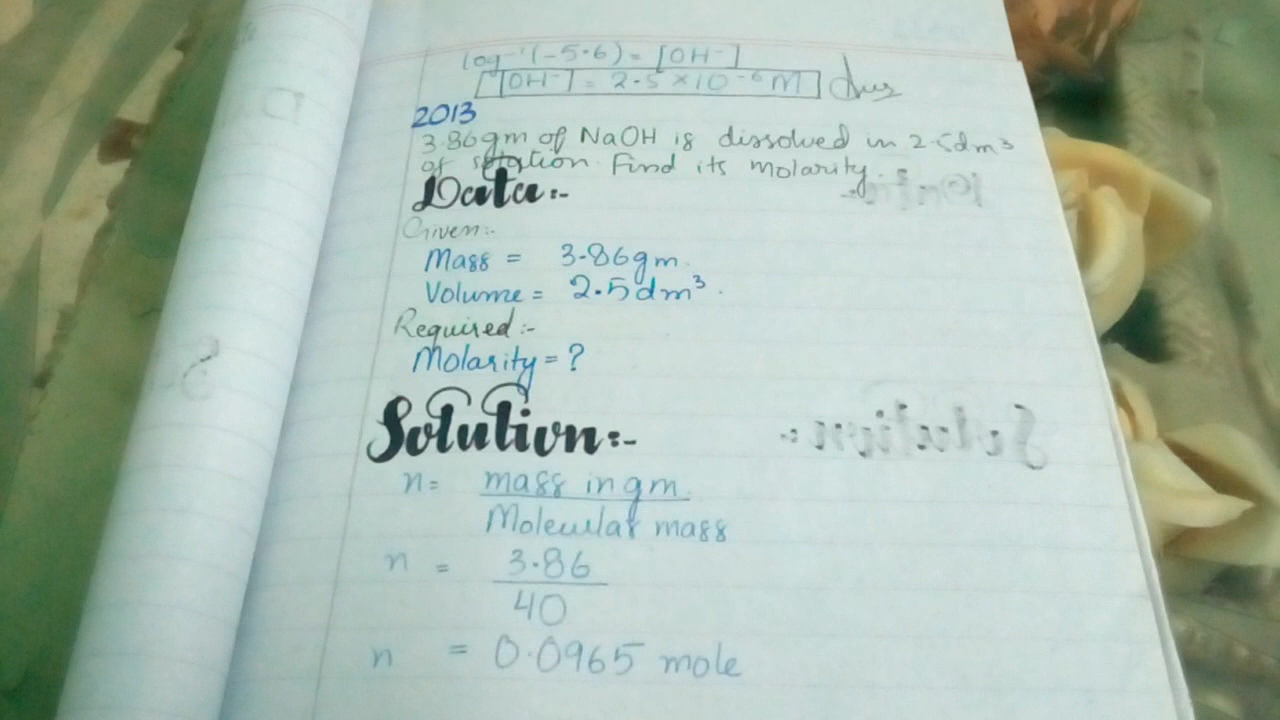 log⁻¹(-5.6) = [OH⁻]
[OH⁻] = 2.5 × 10⁻⁶ M Ans
2013
3.86gm of NaOH is dissolved in 2.5dm³
of solution. Find its molarity.
Data:-
Given:-
Mass = 3.86gm.
Volume = 2.5dm³.
Required:-
Molarity = ?
Solution:-
n = mass in gm.
Molecular mass
n = 3.86
40
n = 0.0965 mole